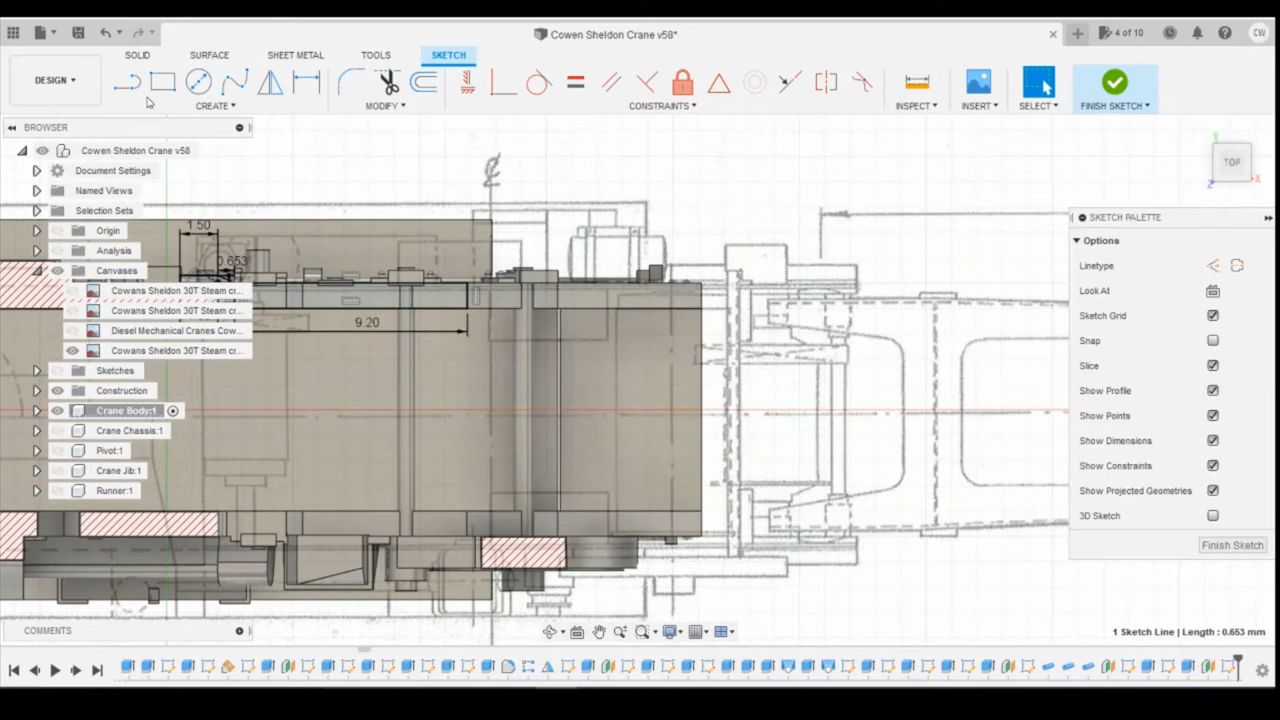 Cowen Sheldon Crane v58*
4 of 10
CW
DESIGN
SOLID
SURFACE
SHEET METAL
TOOLS
SKETCH
CREATE
MODIFY
CONSTRAINTS
INSPECT
INSERT
SELECT
FINISH SKETCH
BROWSER
Cowen Sheldon Crane v58
Document Settings
Named Views
Selection Sets
Origin
Analysis
Canvases
Cowans Sheldon 30T Steam cr...
Cowans Sheldon 30T Steam cr...
Diesel Mechanical Cranes Cow...
Cowans Sheldon 30T Steam cr...
Sketches
Construction
Crane Body:1
Crane Chassis:1
Pivot:1
Crane Jib:1
Runner:1
1.50
0.653
9.20
TOP
Y
X
Z
SKETCH PALETTE
Options
Linetype
Look At
Sketch Grid
Snap
Slice
Show Profile
Show Points
Show Dimensions
Show Constraints
Show Projected Geometries
3D Sketch
Finish Sketch
COMMENTS
1 Sketch Line | Length : 0.653 mm